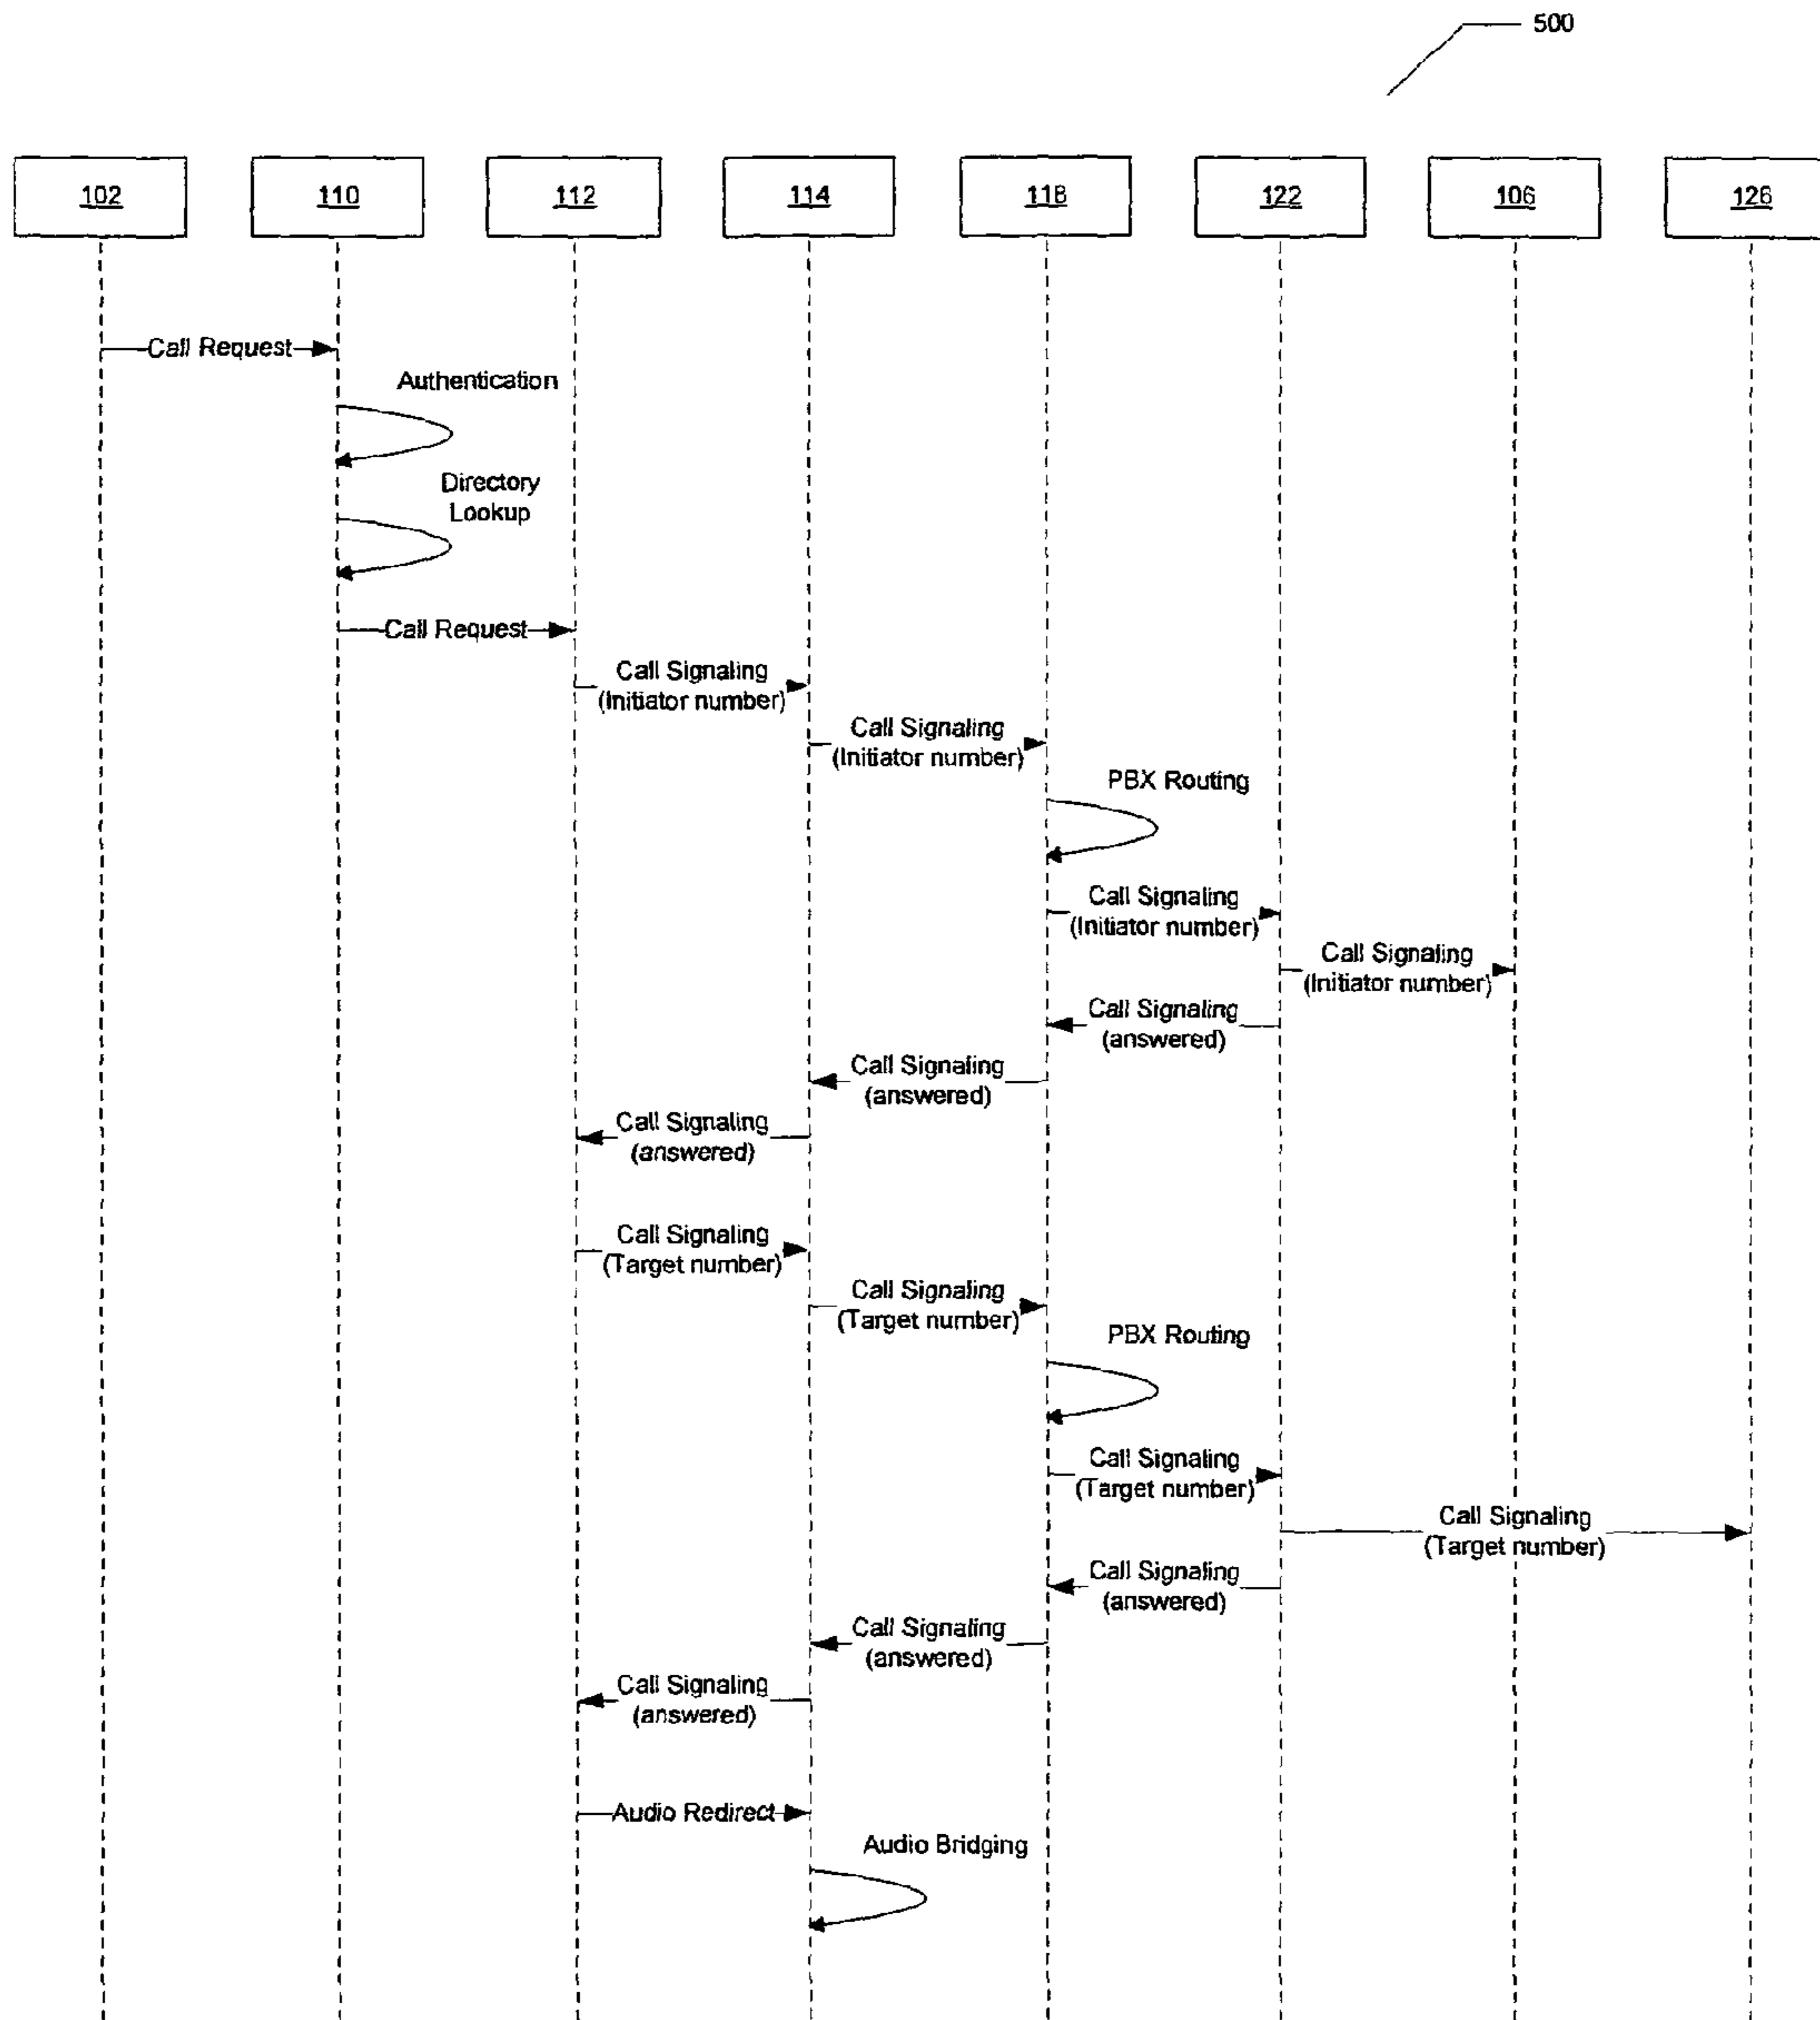 500
102
110
112
114
118
122
106
126
Call Request
Authentication
Directory
Lookup
Call Request
Call Signaling
(Initiator number)
Call Signaling
(Initiator number)
PBX Routing
Call Signaling
(Initiator number)
Call Signaling
(Initiator number)
Call Signaling
(answered)
Call Signaling
(answered)
Call Signaling
(answered)
Call Signaling
(Target number)
Call Signaling
(Target number)
PBX Routing
Call Signaling
(Target number)
Call Signaling
(Target number)
Call Signaling
(answered)
Call Signaling
(answered)
Call Signaling
(answered)
Audio Redirect
Audio Bridging